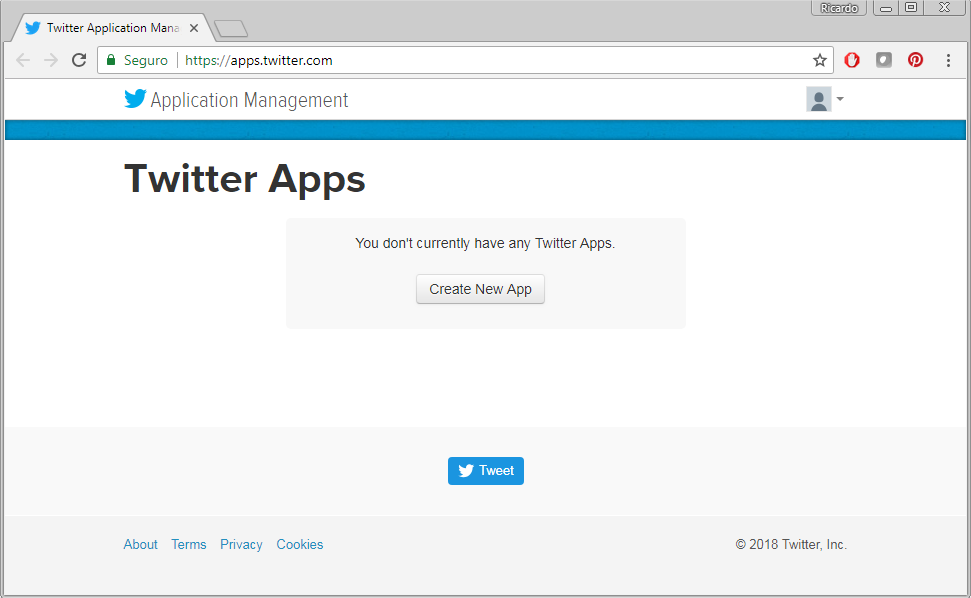 Ricardo
Twitter Application Mana
Seguro https://apps.twitter.com
Application Management
Twitter Apps
You don't currently have any Twitter Apps.
Create New App
Tweet
About Terms Privacy Cookies © 2018 Twitter, Inc.